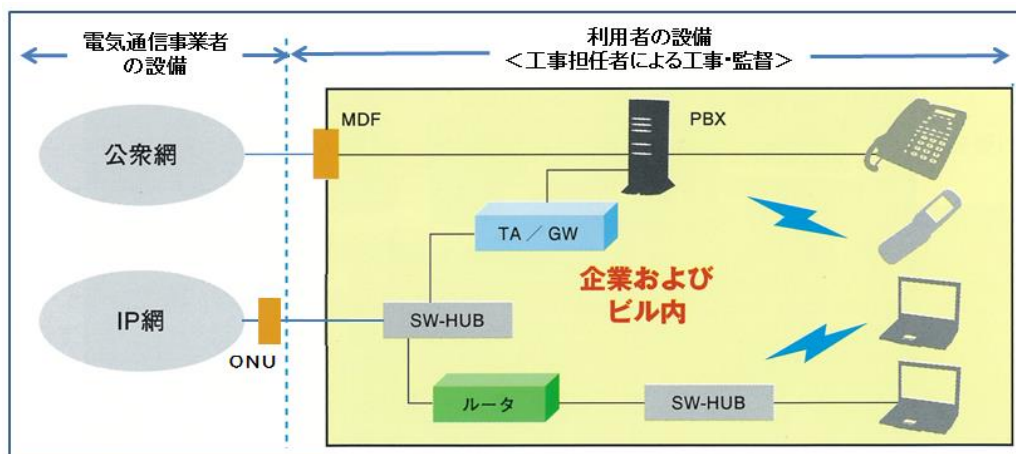 電気通信事業者
の設備
利用者の設備
＜工事担任者による工事・監督＞
MDF
PBX
公衆網
TA ／ GW
企業および
ビル内
IP網
SW-HUB
ONU
ルータ
SW-HUB